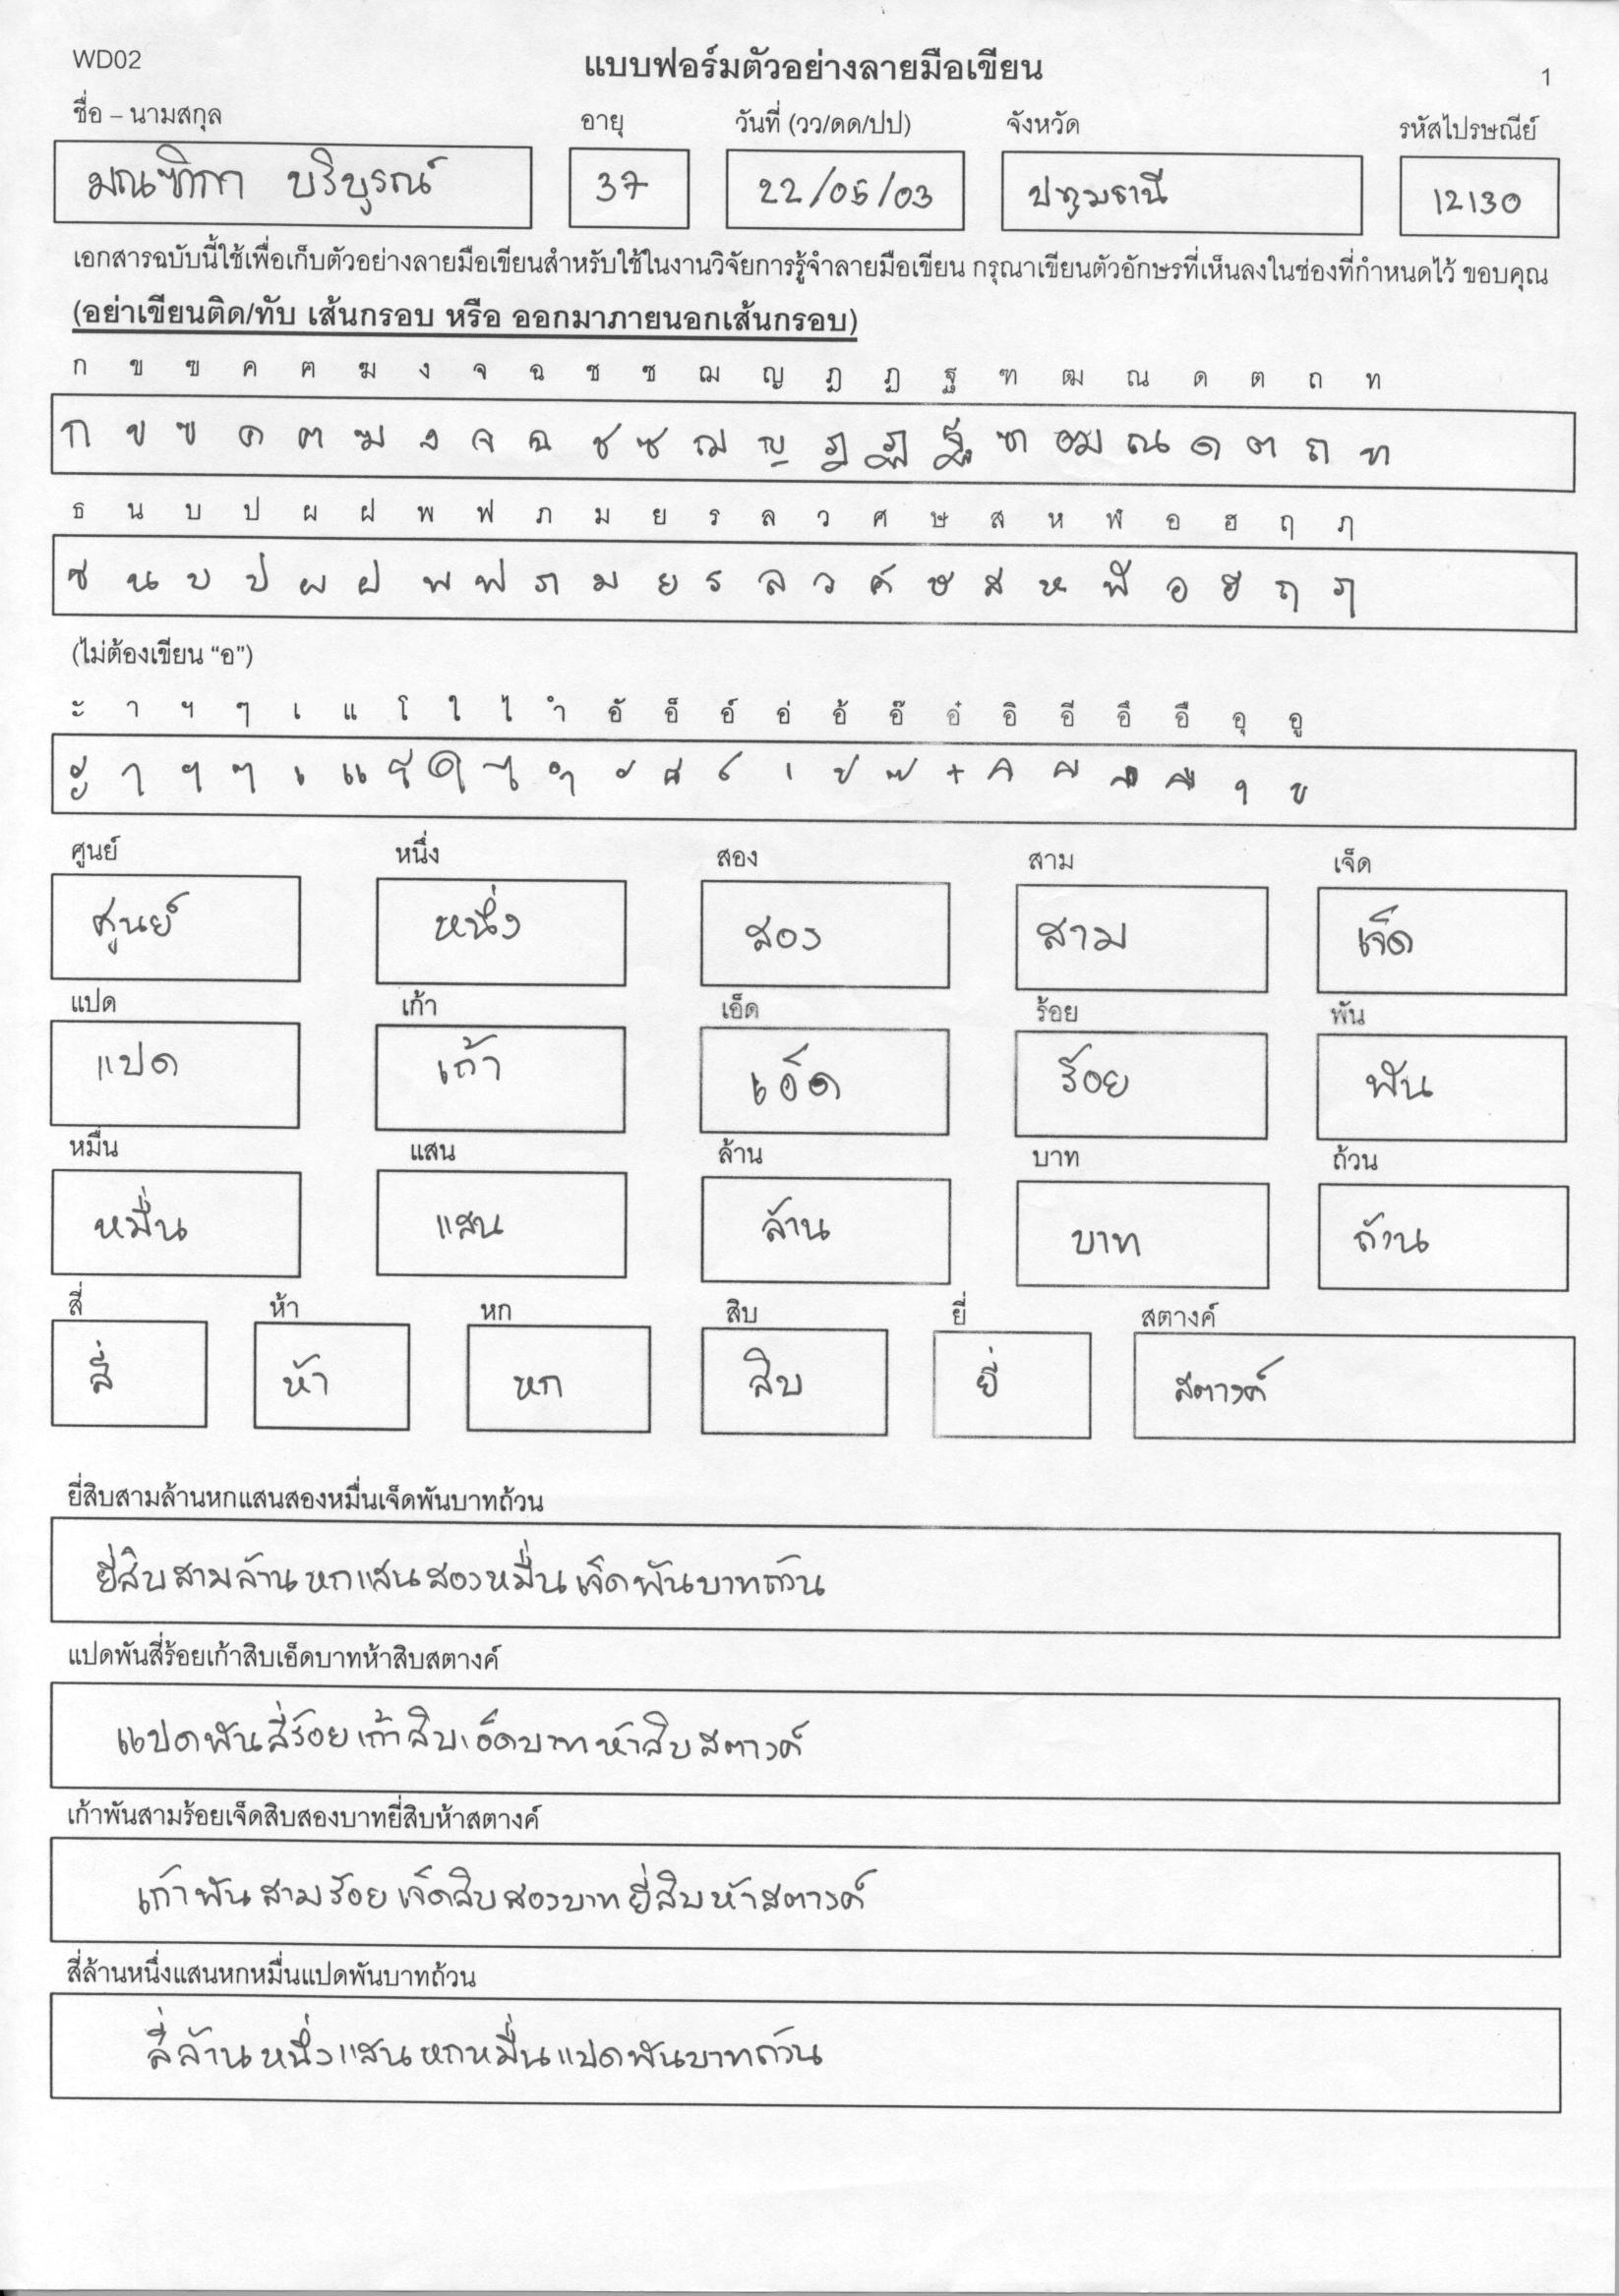 WD02
แบบฟอร์มตัวอย่างลายมือเขียน
1
ชื่อ – นามสกุล อายุ วันที่ (วว/ดด/ปป) จังหวัด รหัสไปรษณีย์
มณฑิกา บริบูรณ์ 37 22/05/03 ปทุมธานี 12130
เอกสารฉบับนี้ใช้เพื่อเก็บตัวอย่างลายมือเขียนสำหรับใช้ในงานวิจัยการรู้จำลายมือเขียน กรุณาเขียนตัวอักษรที่เห็นลงในช่องที่กำหนดไว้ ขอบคุณ
(อย่าเขียนติด/ทับ เส้นกรอบ หรือ ออกมาภายนอกเส้นกรอบ)
ก ข ฃ ค ฅ ฆ ง จ ฉ ช ซ ฌ ญ ฎ ฏ ฐ ฑ ฒ ณ ด ต ถ ท
ก ข ฃ ค ฅ ฆ ง จ ฉ ช ซ ฌ ญ ฎ ฏ ฐ ฑ ฒ ณ ด ต ถ ท
ธ น บ ป ผ ฝ พ ฟ ภ ม ย ร ล ว ศ ษ ส ห ฬ อ ฮ ฤ ฦ
ธ น บ ป ผ ฝ พ ฟ ภ ม ย ร ล ว ศ ษ ส ห ฬ อ ฮ ฤ ฦ
(ไม่ต้องเขียน “อ”)
ะ า ฯ ๆ เ แ โ ใ ไ ำ อั อ็ อ์ อ่ อ้ อ๊ อ๋ อิ อี อึ อื อุ อู
ะ า ฯ ๆ เ แ โ ใ ไ ำ ั ็ ์ ่ ้ ๊ ๋ ิ ี ึ ื ุ ู
ศูนย์ หนึ่ง สอง สาม เจ็ด
ศูนย์ หนึ่ง สอง สาม เจ็ด
แปด เก้า เอ็ด ร้อย พัน
แปด เก้า เอ็ด ร้อย พัน
หมื่น แสน ล้าน บาท ถ้วน
หมื่น แสน ล้าน บาท ถ้วน
สี่ ห้า หก สิบ ยี่ สตางค์
สี่ ห้า หก สิบ ยี่ สตางค์
ยี่สิบสามล้านหกแสนสองหมื่นเจ็ดพันบาทถ้วน
ยี่สิบสามล้านหกแสนสองหมื่นเจ็ดพันบาทถ้วน
แปดพันสี่ร้อยเก้าสิบเอ็ดบาทห้าสิบสตางค์
แปดพันสี่ร้อยเก้าสิบเอ็ดบาทห้าสิบสตางค์
เก้าพันสามร้อยเจ็ดสิบสองบาทยี่สิบห้าสตางค์
เก้าพันสามร้อยเจ็ดสิบสองบาทยี่สิบห้าสตางค์
สี่ล้านหนึ่งแสนหกหมื่นแปดพันบาทถ้วน
สี่ล้านหนึ่งแสนหกหมื่นแปดพันบาทถ้วน